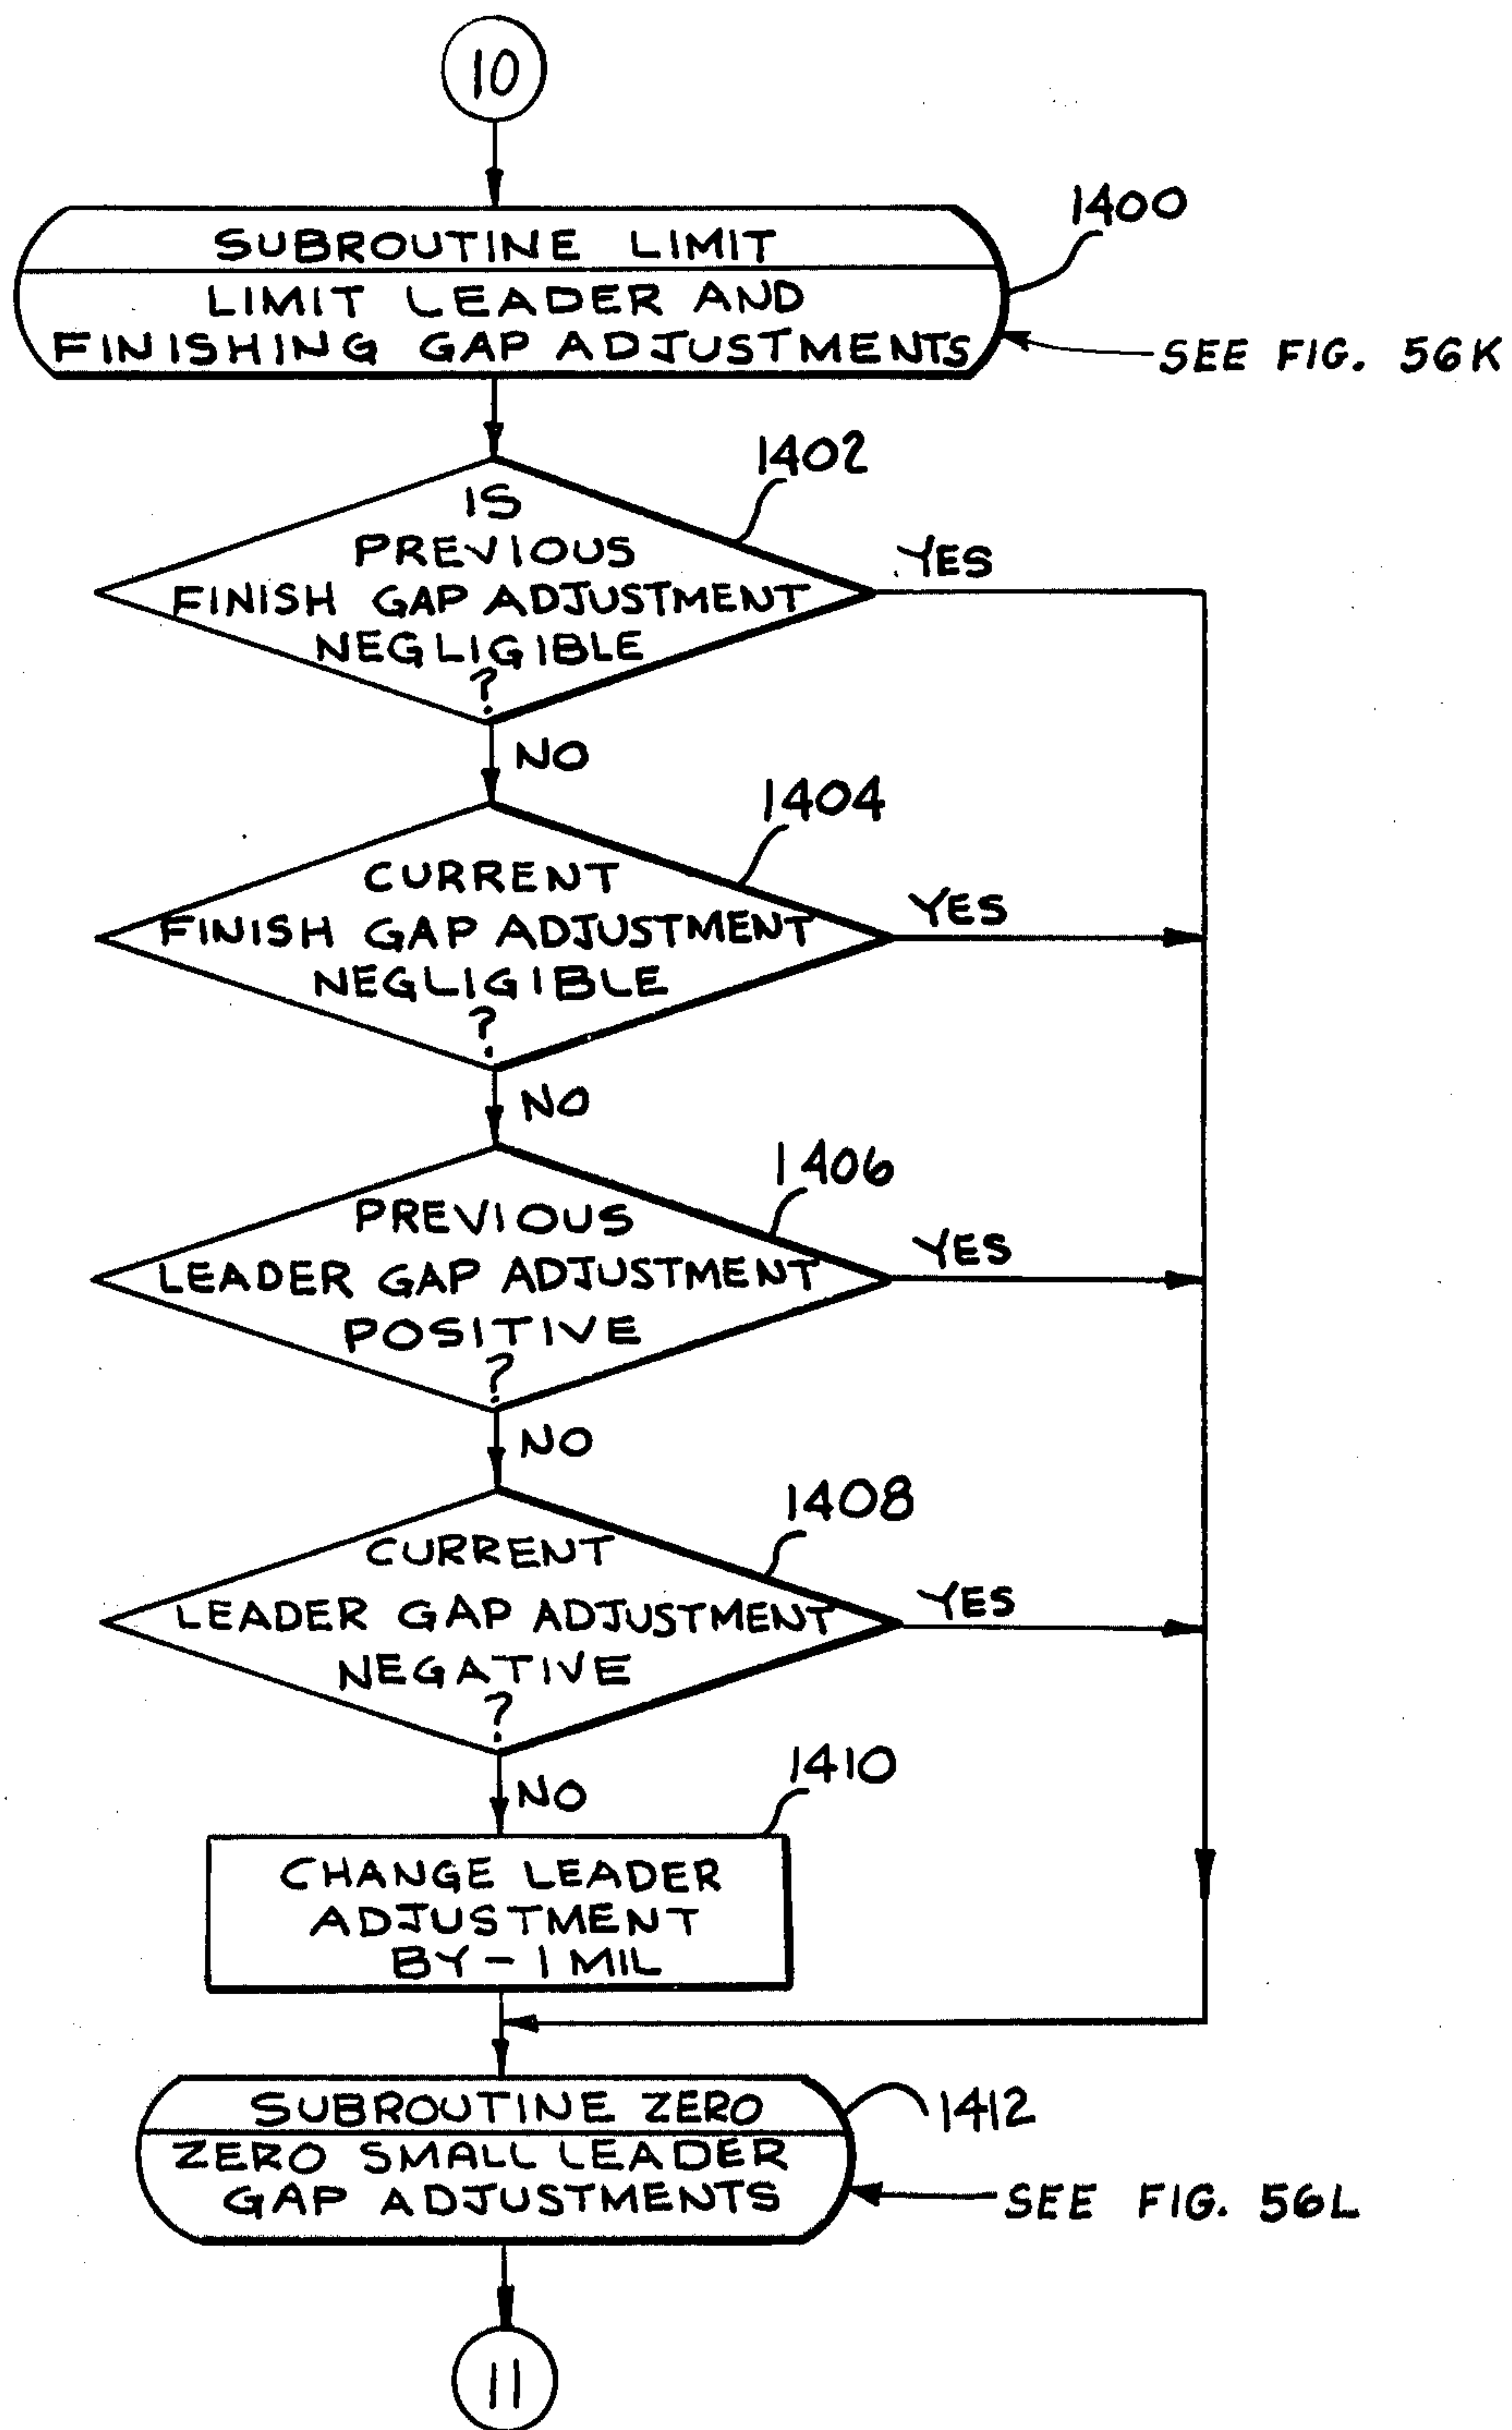 10
SUBROUTINE LIMIT
1400
LIMIT LEADER AND
FINISHING GAP ADJUSTMENTS
SEE FIG. 56K
1402
IS
PREVIOUS
FINISH GAP ADJUSTMENT
NEGLIGIBLE
?
YES
NO
1404
CURRENT
FINISH GAP ADJUSTMENT
NEGLIGIBLE
?
YES
NO
1406
PREVIOUS
LEADER GAP ADJUSTMENT
POSITIVE
?
YES
NO
1408
CURRENT
LEADER GAP ADJUSTMENT
NEGATIVE
?
YES
NO
1410
CHANGE LEADER
ADJUSTMENT
BY - 1 MIL
SUBROUTINE ZERO
1412
ZERO SMALL LEADER
GAP ADJUSTMENTS
SEE FIG. 56L
11